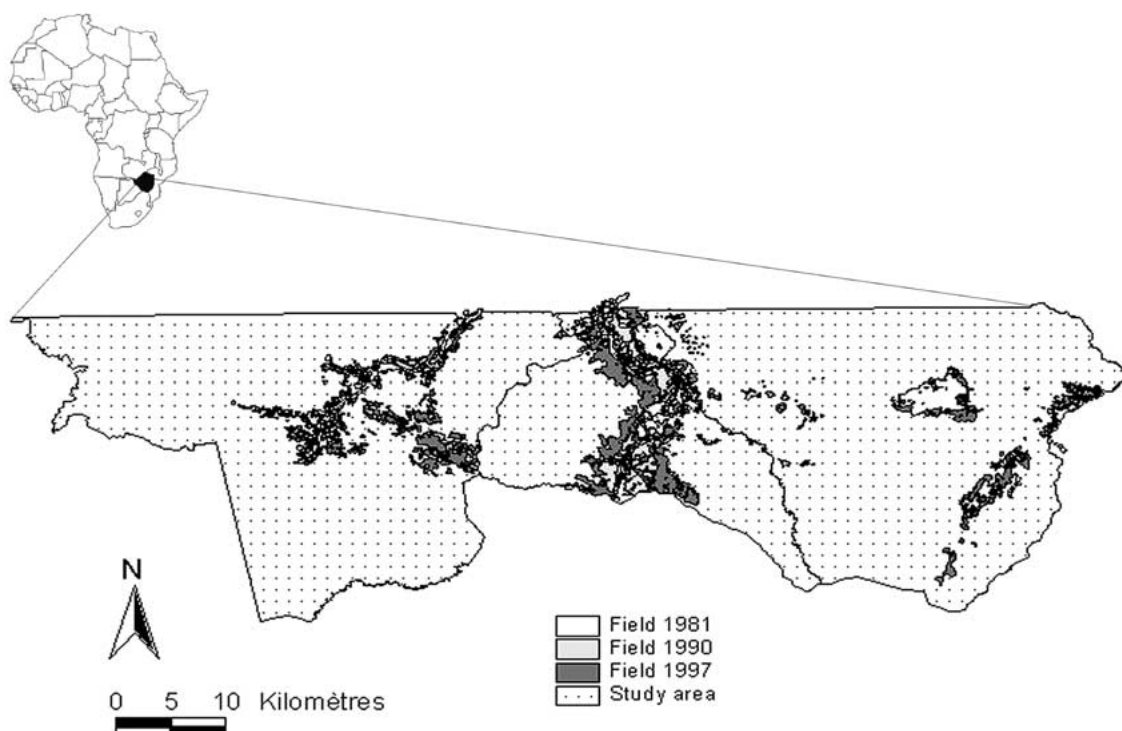 N
0 5 10 Kilomètres
Field 1981
Field 1990
Field 1997
Study area